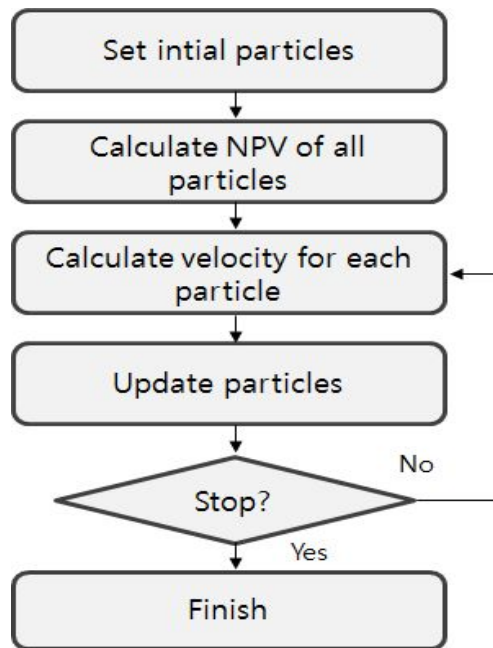 Set intial particles
Calculate NPV of all
particles
Calculate velocity for each
particle
Update particles
No
Stop?
Yes
Finish